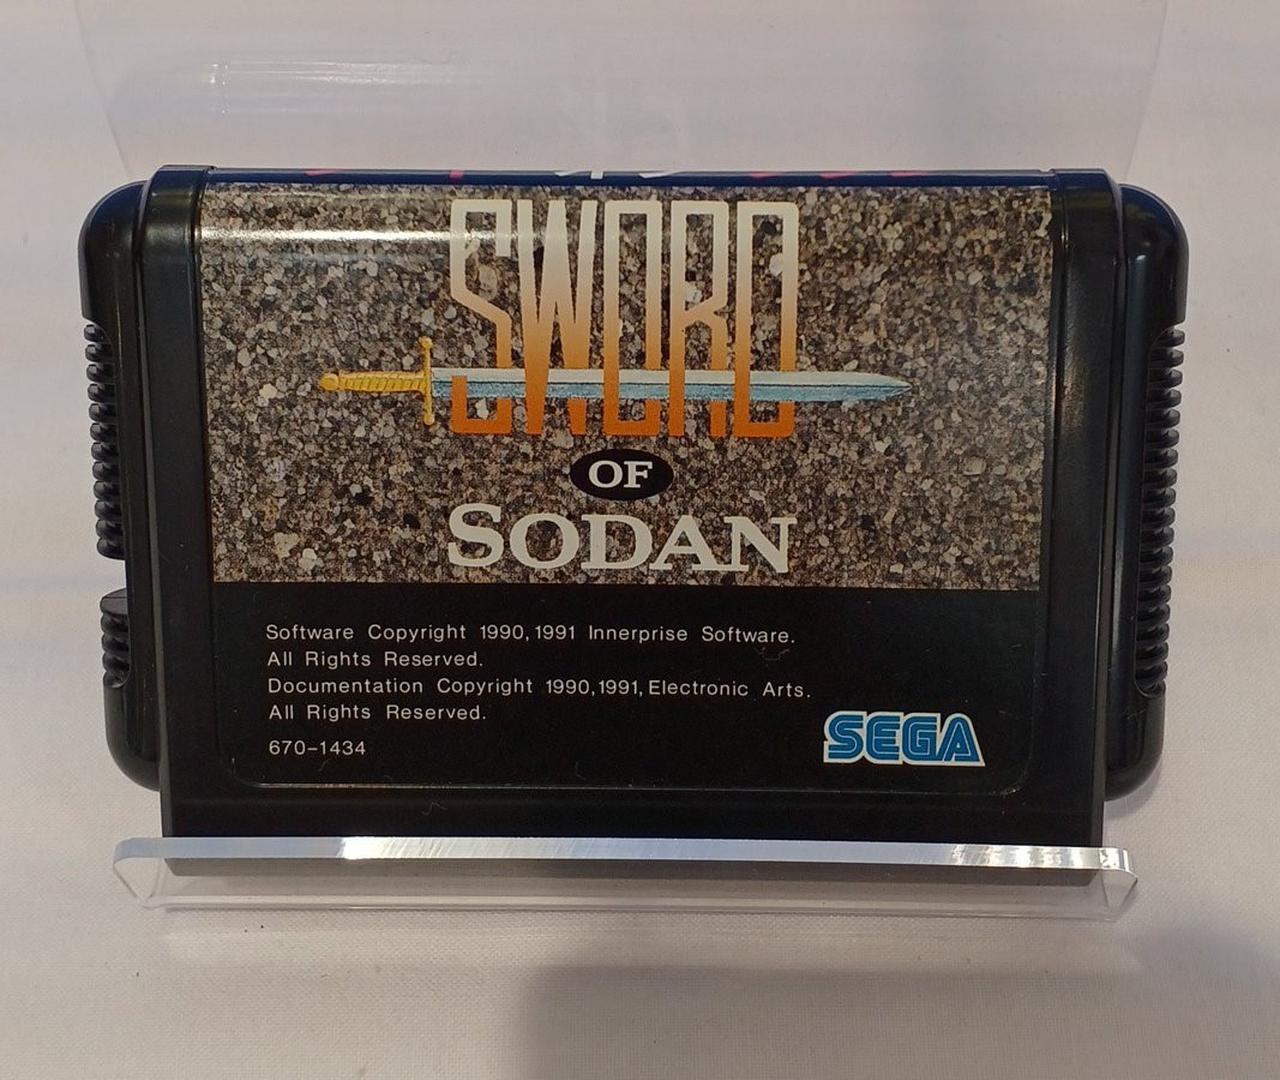 SWORD
OF
SODAN
Software Copyright 1990,1991 Innerprise Software.
All Rights Reserved.
Documentation Copyright 1990,1991, Electronic Arts.
All Rights Reserved.
670-1434
SEGA